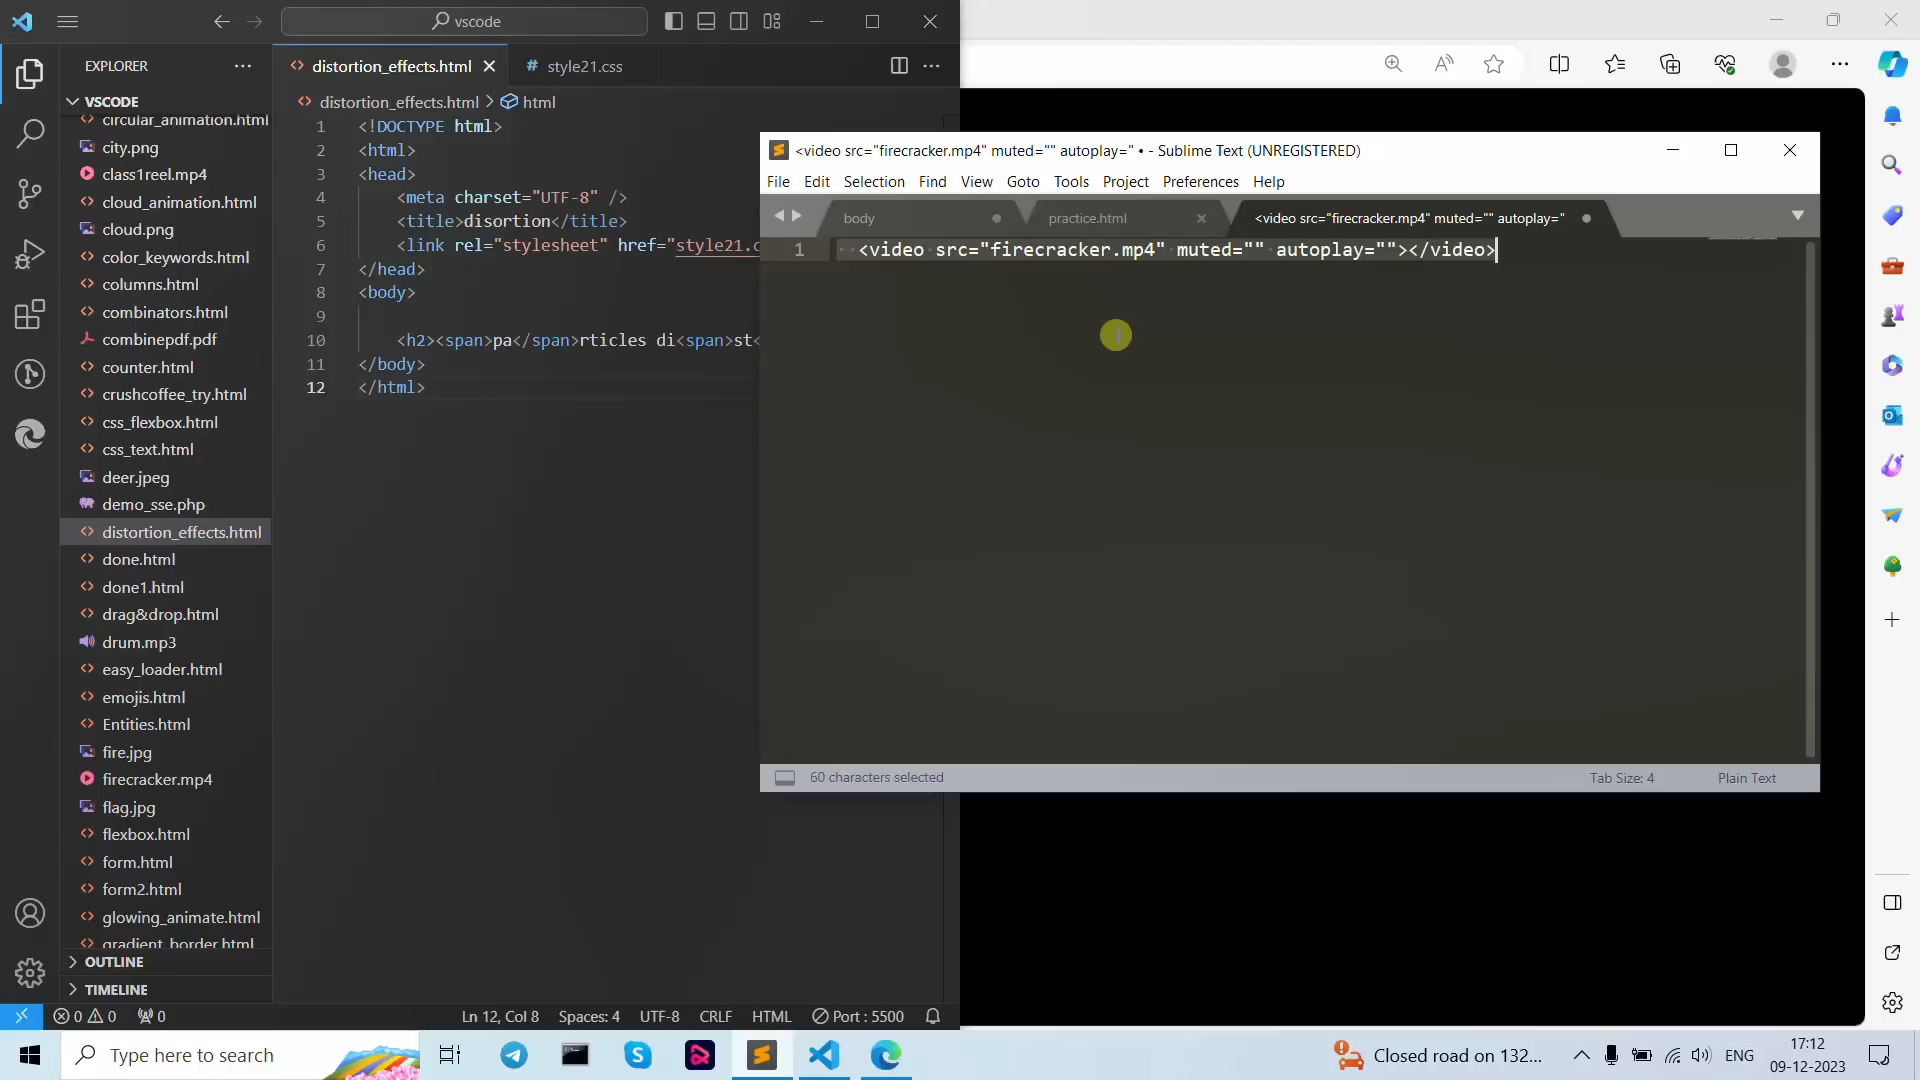 vscode
EXPLORER
VSCODE
circular_animation.html
city.png
class1reel.mp4
cloud_animation.html
cloud.png
color_keywords.html
columns.html
combinators.html
combinepdf.pdf
counter.html
crushcoffee_try.html
css_flexbox.html
css_text.html
deer.jpeg
demo_sse.php
distortion_effects.html
done.html
done1.html
drag&drop.html
drum.mp3
easy_loader.html
emojis.html
Entities.html
fire.jpg
firecracker.mp4
flag.jpg
flexbox.html
form.html
form2.html
glowing_animate.html
gradient_border.html
OUTLINE
TIMELINE
distortion_effects.html
# style21.css
distortion_effects.html > html
1 <!DOCTYPE html>
2 <html>
3 <head>
4 <meta charset="UTF-8" />
5 <title>disortion</title>
6 <link rel="stylesheet" href="style21.c
7 </head>
8 <body>
9
10 <h2><span>pa</span>rticles di<span>st<
11 </body>
12 </html>
0 0 0
Ln 12, Col 8 Spaces: 4 UTF-8 CRLF HTML Port : 5500
<video src="firecracker.mp4" muted="" autoplay=" • - Sublime Text (UNREGISTERED)
File Edit Selection Find View Goto Tools Project Preferences Help
body
practice.html
<video src="firecracker.mp4" muted="" autoplay="
1 <video src="firecracker.mp4" muted="" autoplay=""></video>
60 characters selected
Tab Size: 4
Plain Text
Type here to search
Closed road on 132...
ENG
17:12
09-12-2023